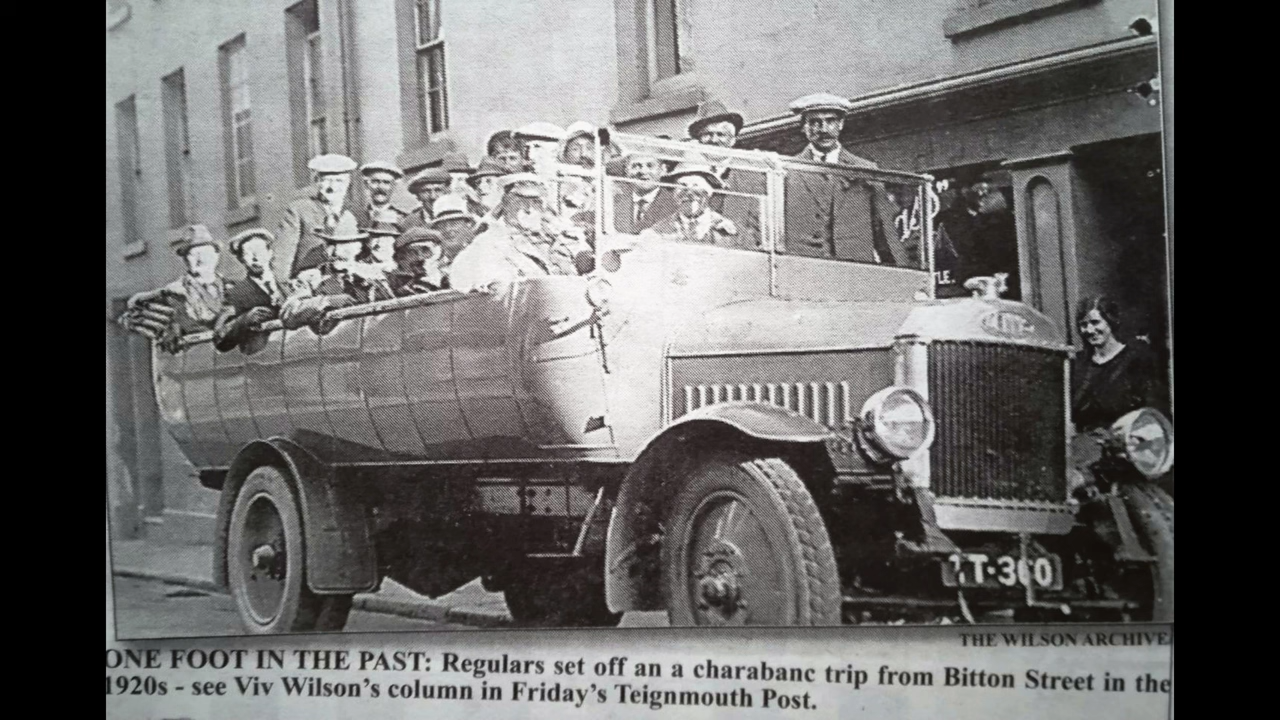 TLE.
THE WILSON ARCHIVE
ONE FOOT IN THE PAST: Regulars set off an a charabanc trip from Bitton Street in the
1920s - see Viv Wilson's column in Friday's Teignmouth Post.